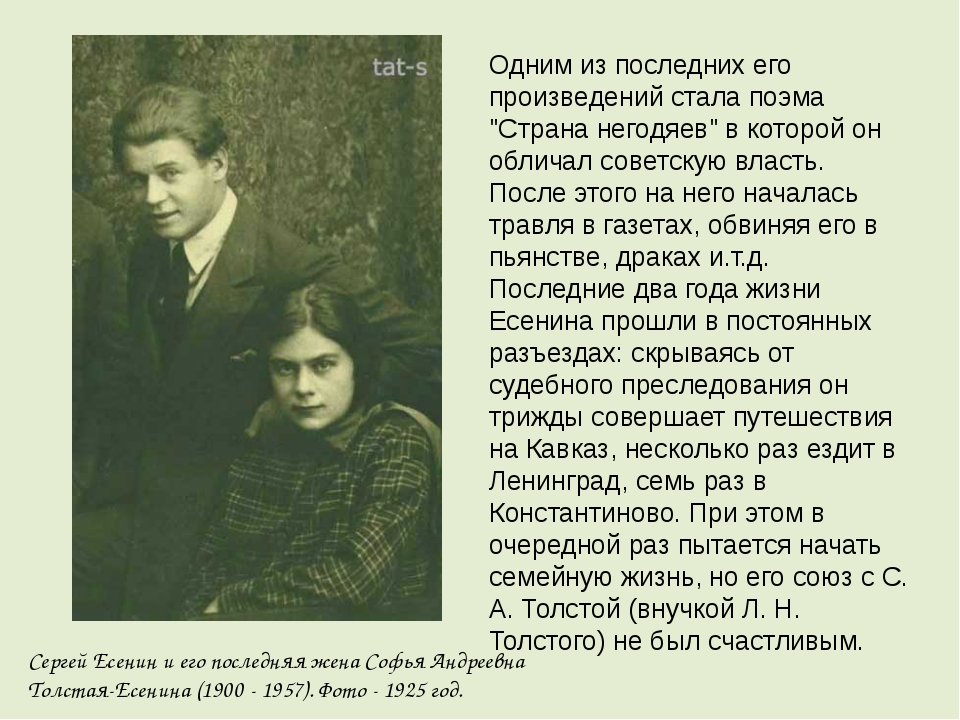 tat-s
Одним из последних его
произведений стала поэма
"Страна негодяев" в которой он
обличал советскую власть.
После этого на него началась
травля в газетах, обвиняя его в
пьянстве, драках и.т.д.
Последние два года жизни
Есенина прошли в постоянных
разъездах: скрываясь от
судебного преследования он
трижды совершает путешествия
на Кавказ, несколько раз ездит в
Ленинград, семь раз в
Константиново. При этом в
очередной раз пытается начать
семейную жизнь, но его союз с С.
А. Толстой (внучкой Л. Н.
Толстого) не был счастливым.
Сергей Есенин и его последняя жена Софья Андреевна
Толстая-Есенина (1900 - 1957). Фото - 1925 год.